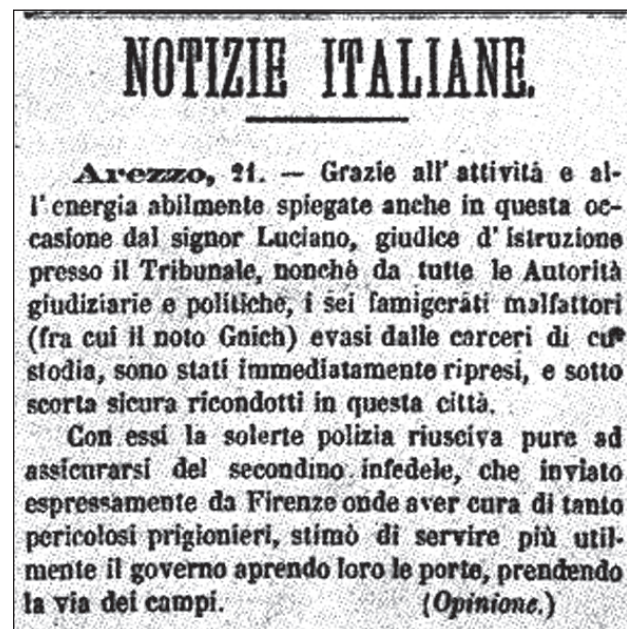 NOTIZIE ITALIANE.
Arezzo, 21. — Grazie all' attività e al-
l' energia abilmente spiegate anche in questa oc-
casione dal signor Luciano, giudice d' istruzione
presso il Tribunale, nonchè da tutte le Autorità
giudiziarie e politiche, i sei famigerati malfattori
(fra cui il noto Gnich) evasi dalle carceri di cu-
stodia, sono stati immediatamente ripresi, e sotto
scorta sicura ricondotti in questa città.
Con essi la solerte polizia riusciva pure ad
assicurarsi del secondino infedele, che inviato
espressamente da Firenze onde aver cura di tanto
pericolosi prigionieri, stimò di servire più util-
mente il governo aprendo loro le porte, prendendo
la via dei campi. (Opinione.)